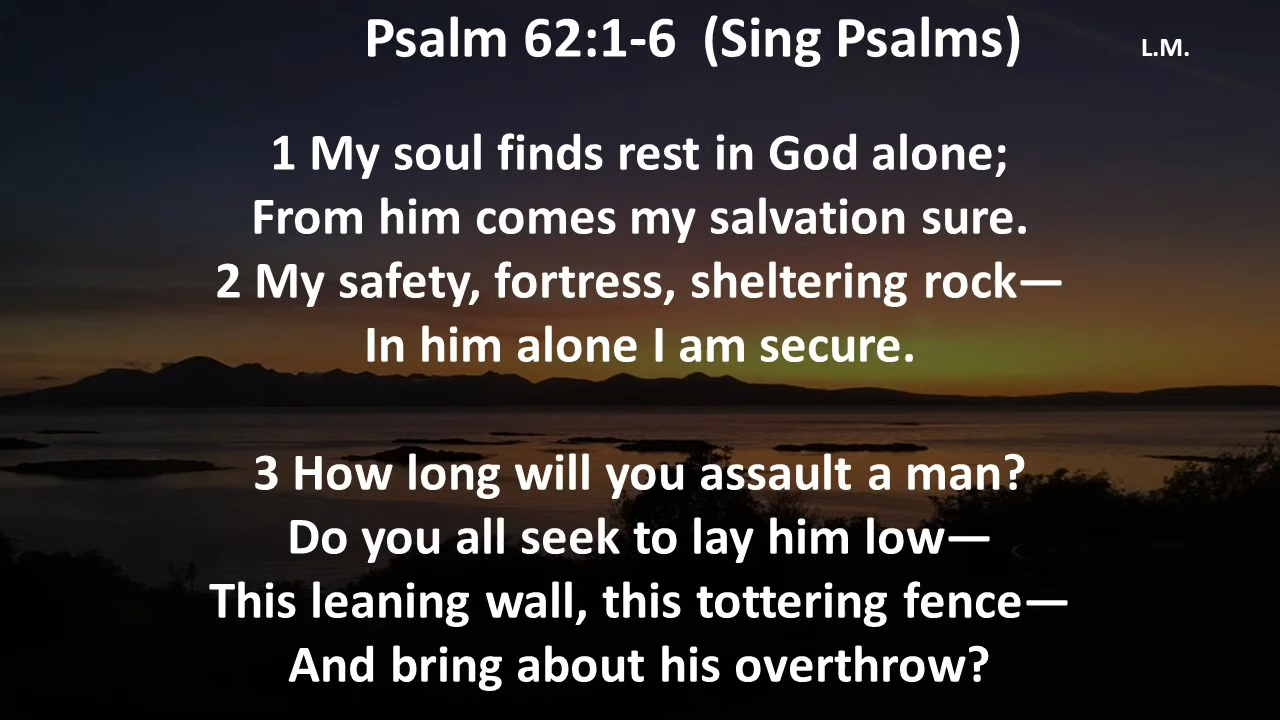 Psalm 62:1-6 (Sing Psalms) L.M.
1 My soul finds rest in God alone;
From him comes my salvation sure.
2 My safety, fortress, sheltering rock—
In him alone I am secure.
3 How long will you assault a man?
Do you all seek to lay him low—
This leaning wall, this tottering fence—
And bring about his overthrow?